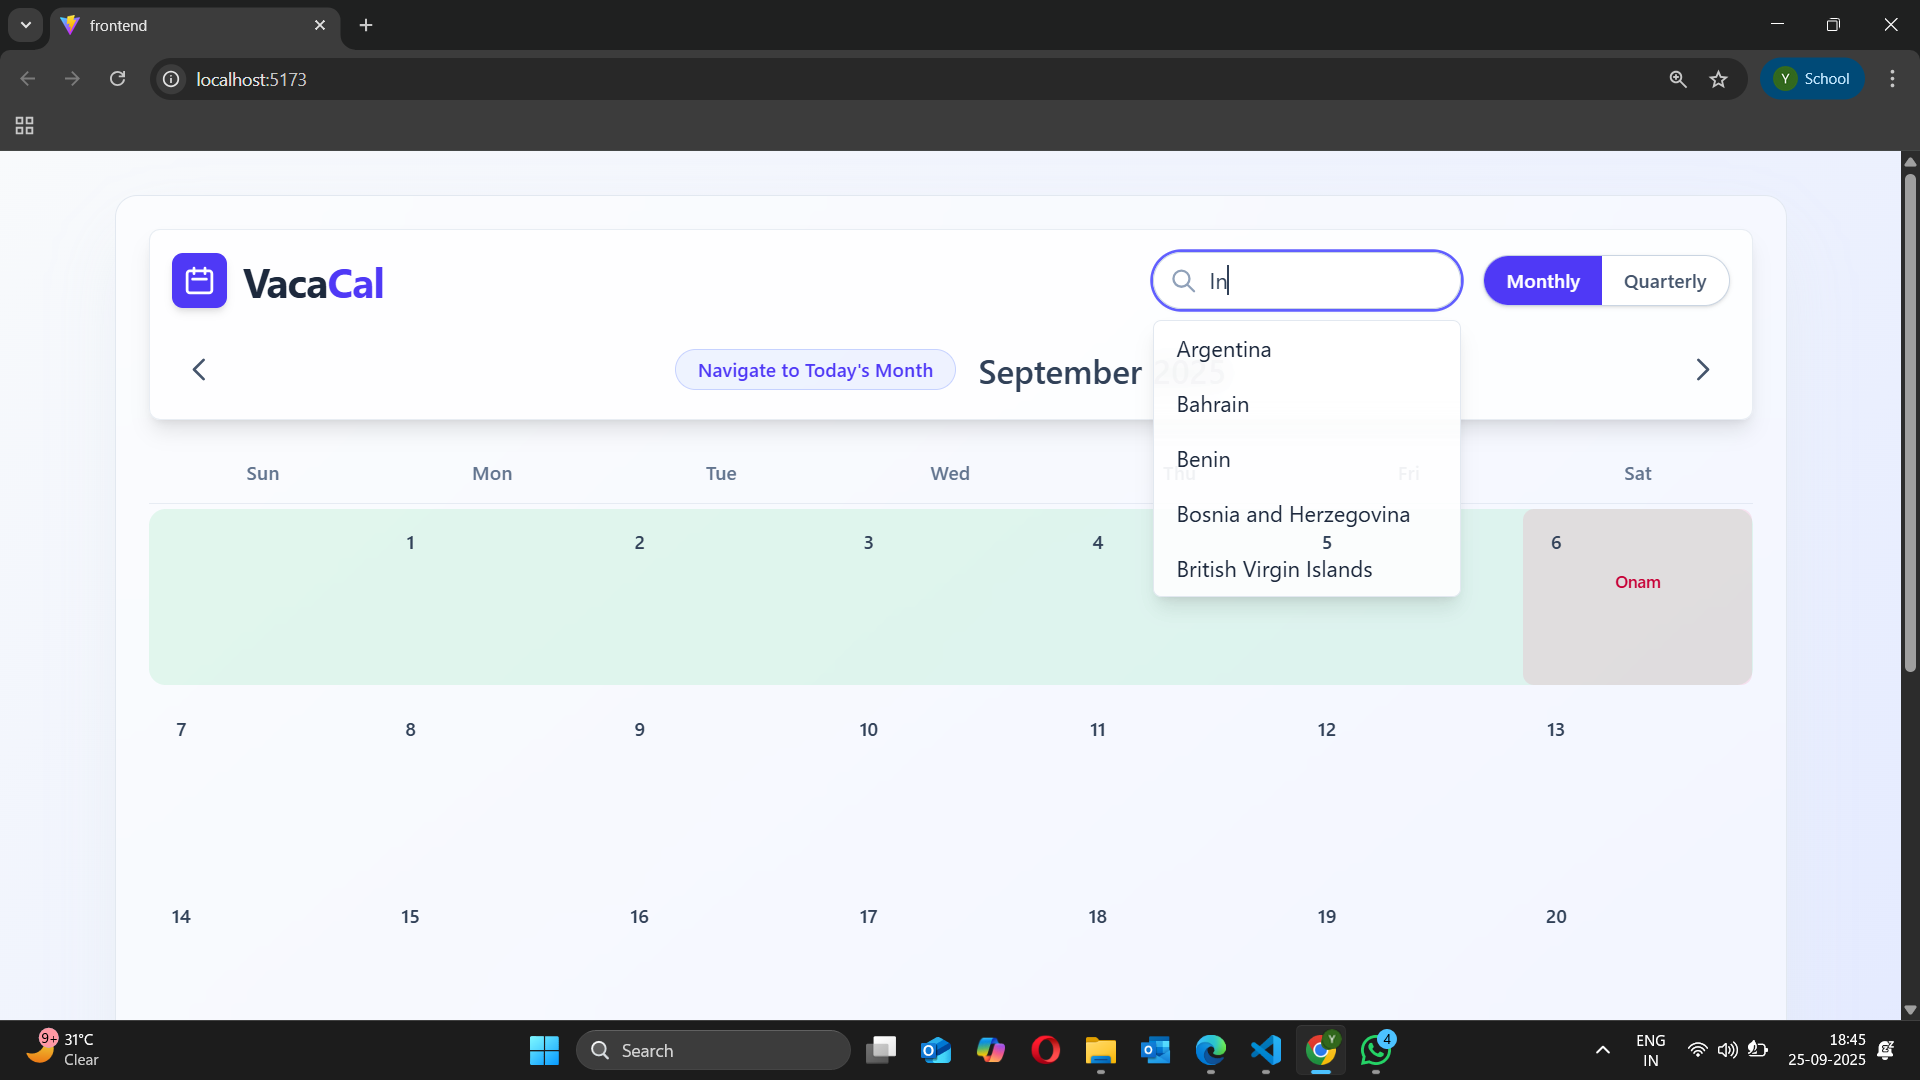 frontend
localhost:5173
Y School
VacaCal
In
Monthly
Quarterly
Argentina
Navigate to Today's Month
September 2025
Bahrain
Benin
Sun Mon Tue Wed Thu Fri Sat
Bosnia and Herzegovina
1 2 3 4 5 6
British Virgin Islands
Onam
7 8 9 10 11 12 13
14 15 16 17 18 19 20
9+
31°C
Clear
Search
Y
4
ENG
IN
18:45
25-09-2025